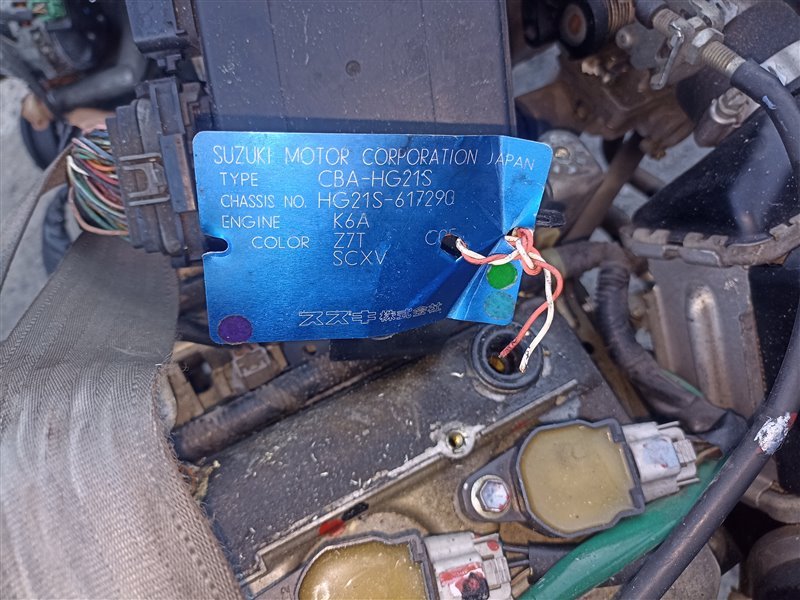 SUZUKI MOTOR CORPORATION JAPAN
TYPE CBA-HG21S
CHASSIS NO. HG21S-617290
ENGINE K6A
COLOR Z7T
SCXV
スズキ株式会社